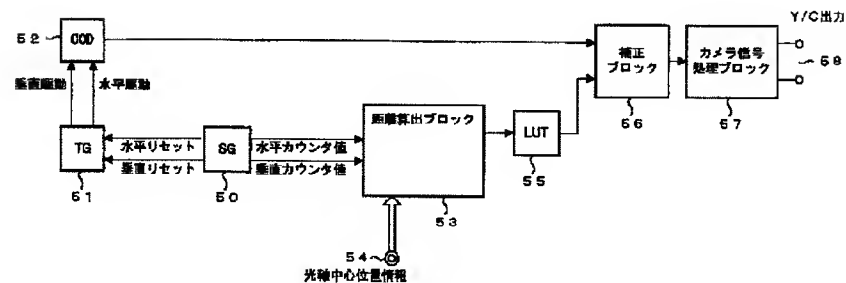 Y/C出力
52
CCD
補正
ブロック
カメラ信号
処理ブロック
58
垂直駆動
水平駆動
56
57
距離算出ブロック
LUT
TG
水平リセット
垂直リセット
SG
水平カウンタ値
垂直カウンタ値
55
51
50
53
54
光軸中心位置情報